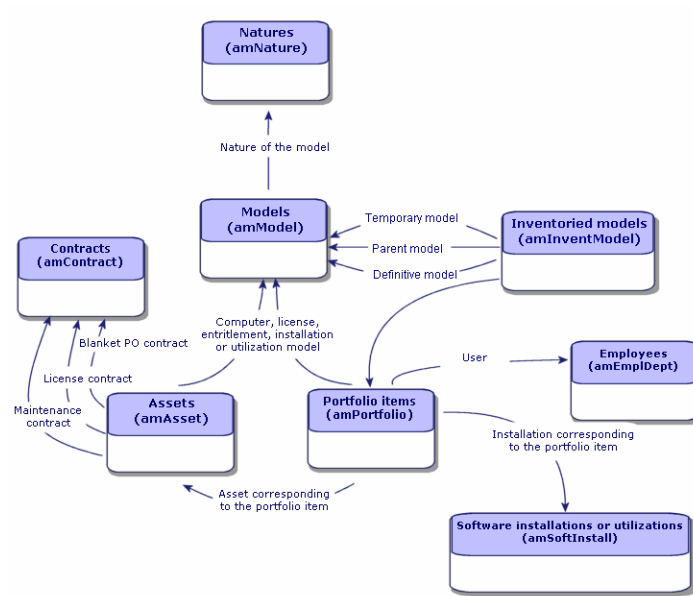 Natures
(amNature)
Nature of the model
Models
(amModel)
Temporary model
Parent model
Definitive model
Inventoried models
(amInventModel)
Contracts
(amContract)
Computer, license,
entritlement, installation
or utilization model
Blanket PO contract
License contract
Maintenance
contract
User
Employees
(amEmplDept)
Assets
(amAsset)
Portfolio items
(amPortfolio)
Installation corresponding
to the portfolio item
Asset corresponding
to the portfolio item
Software installations or utilizations
(amSoftInstall)